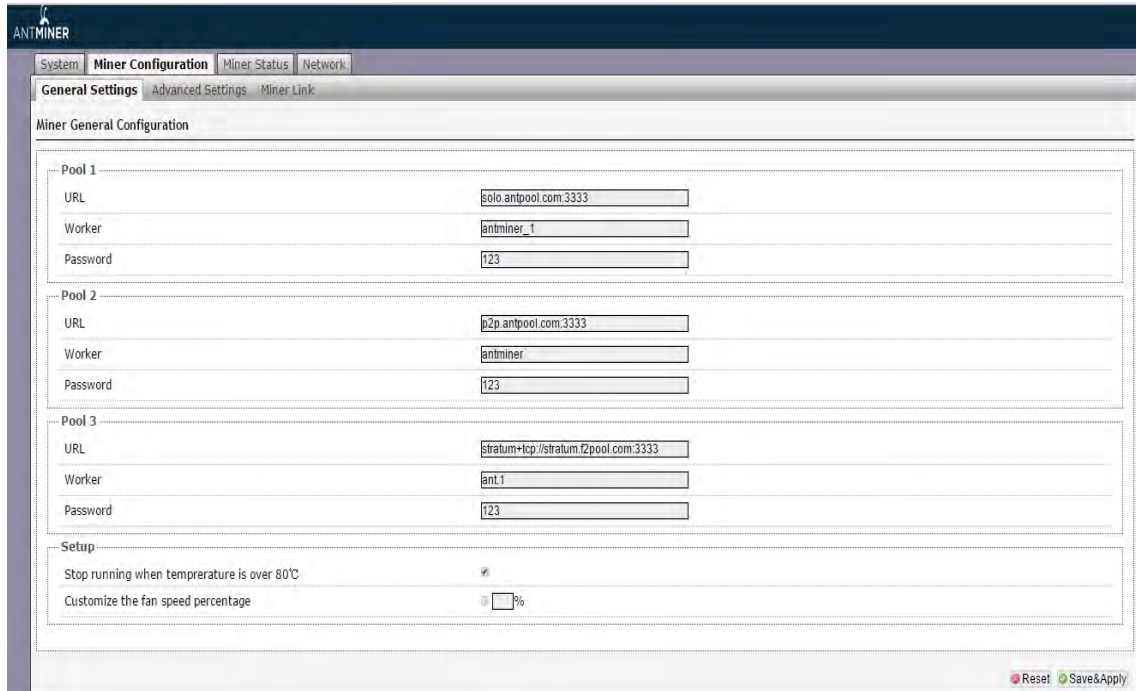 ANTMINER
System Miner Configuration Miner Status Network
General Settings Advanced Settings Miner Link
Miner General Configuration
Pool 1
URL solo.antpool.com:3333
Worker antminer_1
Password 123
Pool 2
URL p2p.antpool.com:3333
Worker antminer
Password 123
Pool 3
URL stratum+tcp://stratum.f2pool.com:3333
Worker ant.1
Password 123
Setup
Stop running when temprerature is over 80℃
Customize the fan speed percentage %
Reset Save&Apply